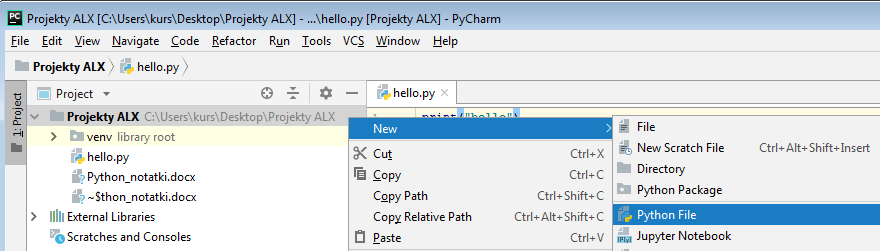 Projekty ALX [C:\Users\kurs\Desktop\Projekty ALX] - ...\hello.py [Projekty ALX] - PyCharm
File Edit View Navigate Code Refactor Run Tools VCS Window Help
Projekty ALX hello.py
1: Project
Project
hello.py
Projekty ALX C:\Users\kurs\Desktop\Projekty ALX
venv library root
hello.py
Python_notatki.docx
~$thon_notatki.docx
External Libraries
Scratches and Consoles
print("hello")
New
Cut Ctrl+X
Copy Ctrl+C
Copy Path Ctrl+Shift+C
Copy Relative Path Ctrl+Alt+Shift+C
Paste Ctrl+V
File
New Scratch File Ctrl+Alt+Shift+Insert
Directory
Python Package
Python File
Jupyter Notebook